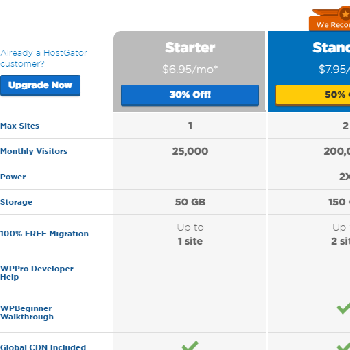 We Reco
Already a HostGator
customer?
Upgrade Now
Starter
$6.95/mo*
30% Off!
Stand
$7.95/
50%
Max Sites 1 2
Monthly Visitors 25,000 200,
Power 2X
Storage 50 GB 150
100% FREE Migration Up to 1 site Up 2 si
WPPro Developer
Help
WPBeginner
Walkthrough
Global CDN Included